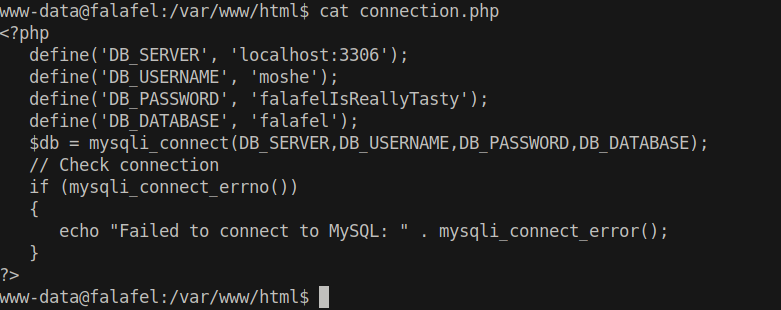 www-data@falafel:/var/www/html$ cat connection.php
<?php
   define('DB_SERVER', 'localhost:3306');
   define('DB_USERNAME', 'moshe');
   define('DB_PASSWORD', 'falafelIsReallyTasty');
   define('DB_DATABASE', 'falafel');
   $db = mysqli_connect(DB_SERVER,DB_USERNAME,DB_PASSWORD,DB_DATABASE);
   // Check connection
   if (mysqli_connect_errno())
   {
      echo "Failed to connect to MySQL: " . mysqli_connect_error();
   }
?>
www-data@falafel:/var/www/html$